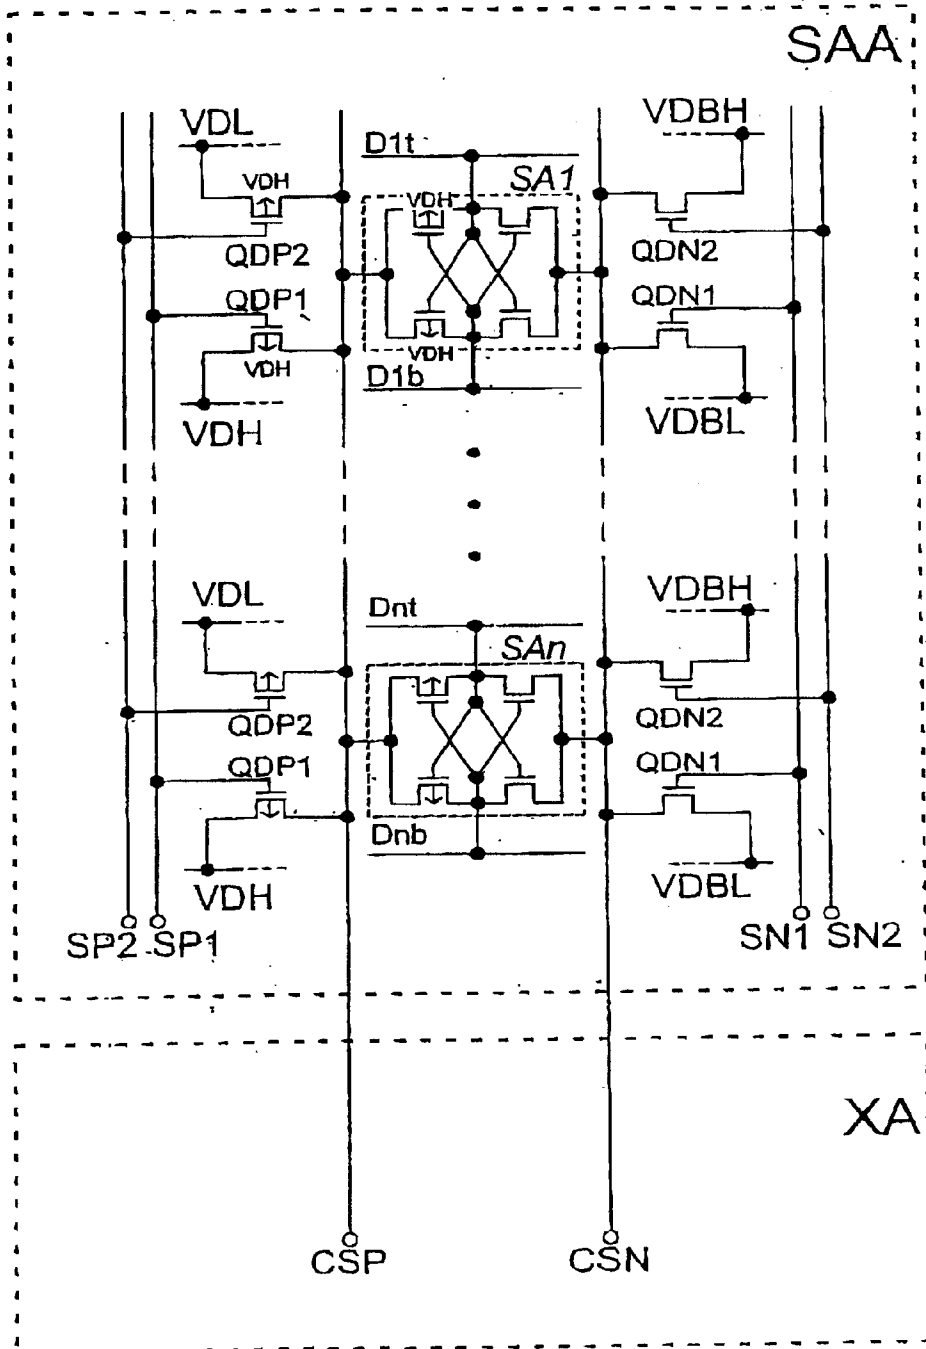 SAA
VDL
VDBH
D1t
SA1
VDH
VDH
QDP2
QDN2
QDP1
QDN1
VDH
VDH
D1b
VDH
VDBL
VDL
VDBH
Dnt
SAn
QDP2
QDN2
QDP1
QDN1
Dnb
VDH
VDBL
SP2
SP1
SN1
SN2
XA
CSP
CSN